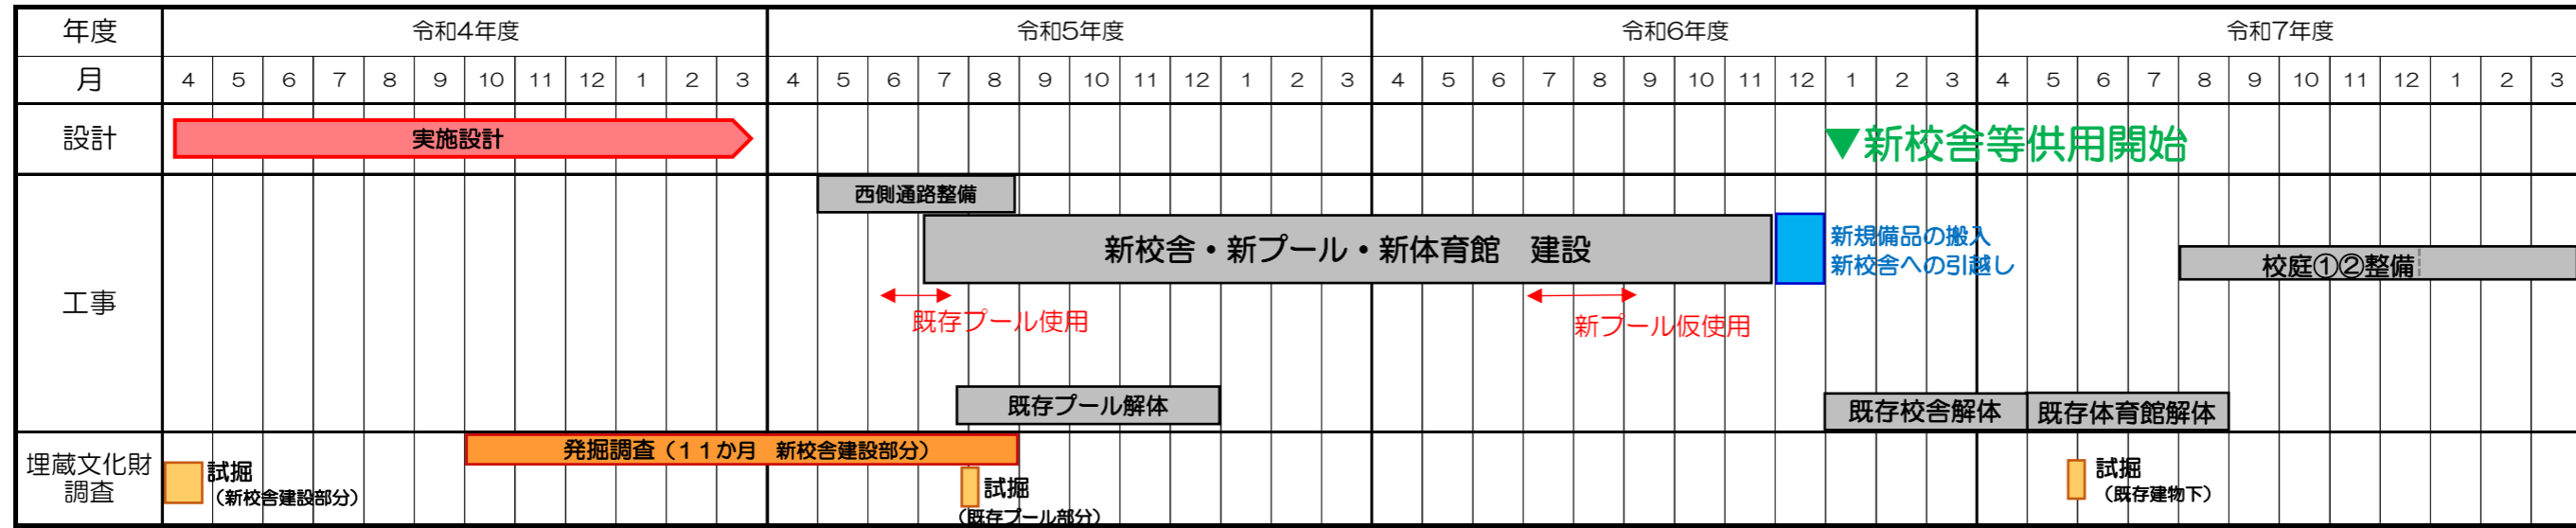 年度 令和4年度 令和5年度 令和6年度 令和7年度
月 4 5 6 7 8 9 10 11 12 1 2 3 4 5 6 7 8 9 10 11 12 1 2 3 4 5 6 7 8 9 10 11 12 1 2 3 4 5 6 7 8 9 10 11 12 1 2 3
設計 実施設計 ▼新校舎等供用開始
工事
西側通路整備
新校舎・新プール・新体育館 建設
新規備品の搬入
新校舎への引越し
校庭①②整備
既存プール使用
新プール仮使用
既存プール解体
既存校舎解体
既存体育館解体
埋蔵文化財
調査
発掘調査（１１か月 新校舎建設部分）
試掘
（新校舎建設部分）
試掘
（既存プール部分）
試掘
（既存建物下）